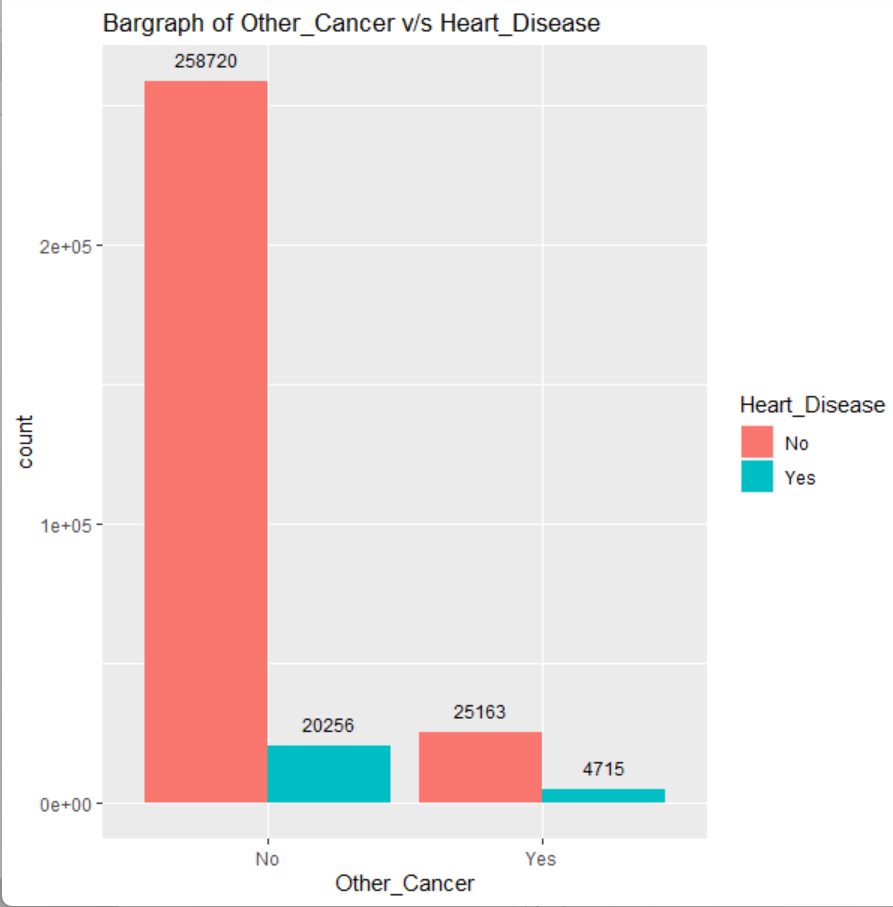 Bargraph of Other_Cancer v/s Heart_Disease
258720
2e+05
count
Heart_Disease
No
Yes
1e+05
20256
25163
4715
0e+00
No
Yes
Other_Cancer